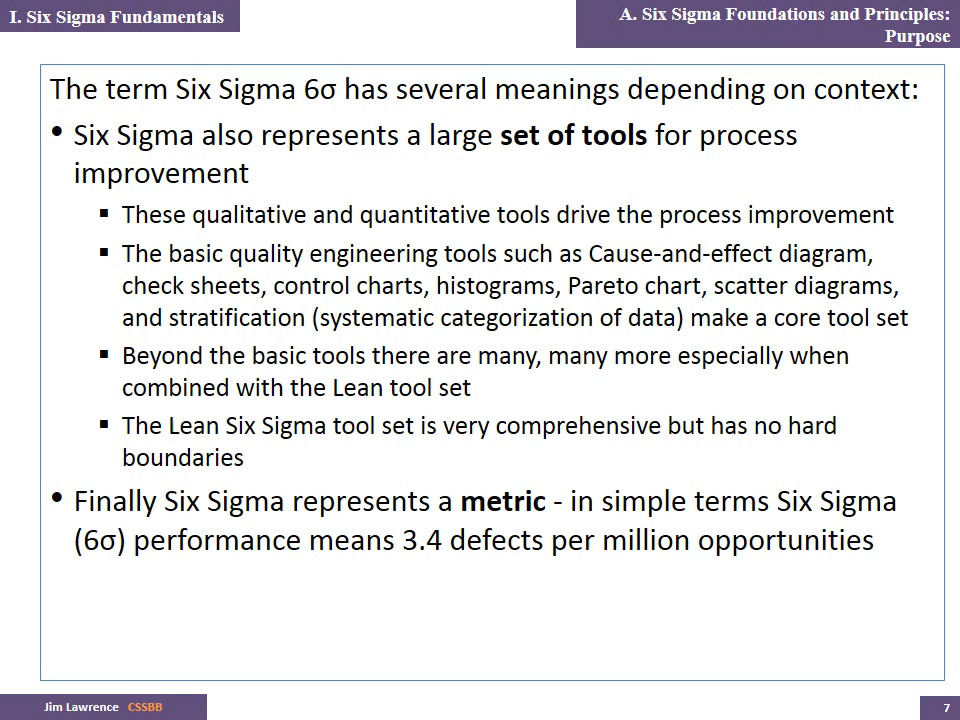 I. Six Sigma Fundamentals
A. Six Sigma Foundations and Principles:
Purpose
The term Six Sigma 6σ has several meanings depending on context:
• Six Sigma also represents a large set of tools for process
improvement
▪ These qualitative and quantitative tools drive the process improvement
▪ The basic quality engineering tools such as Cause-and-effect diagram,
check sheets, control charts, histograms, Pareto chart, scatter diagrams,
and stratification (systematic categorization of data) make a core tool set
▪ Beyond the basic tools there are many, many more especially when
combined with the Lean tool set
▪ The Lean Six Sigma tool set is very comprehensive but has no hard
boundaries
• Finally Six Sigma represents a metric - in simple terms Six Sigma
(6σ) performance means 3.4 defects per million opportunities
Jim Lawrence CSSBB
7